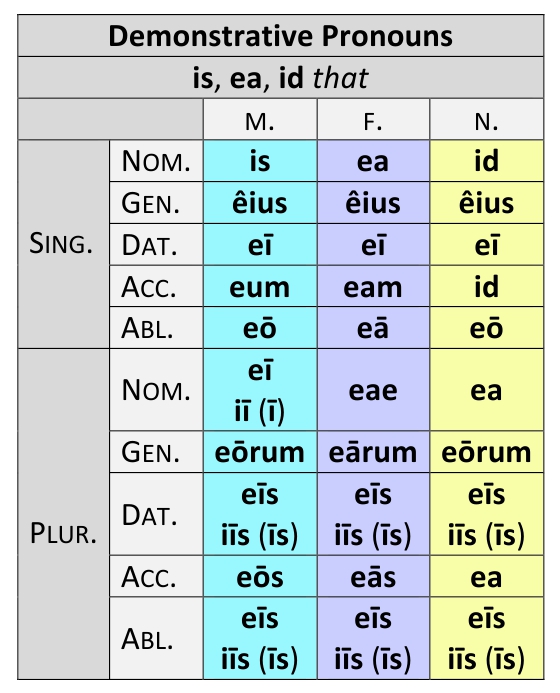 Demonstrative Pronouns
is, ea, id that
M. F. N.
SING.
NOM. is ea id
GEN. êius êius êius
DAT. eī eī eī
ACC. eum eam id
ABL. eō eā eō
PLUR.
NOM. eī iī (ī) eae ea
GEN. eōrum eārum eōrum
DAT. eīs iīs (īs) eīs iīs (īs) eīs iīs (īs)
ACC. eōs eās ea
ABL. eīs iīs (īs) eīs iīs (īs) eīs iīs (īs)